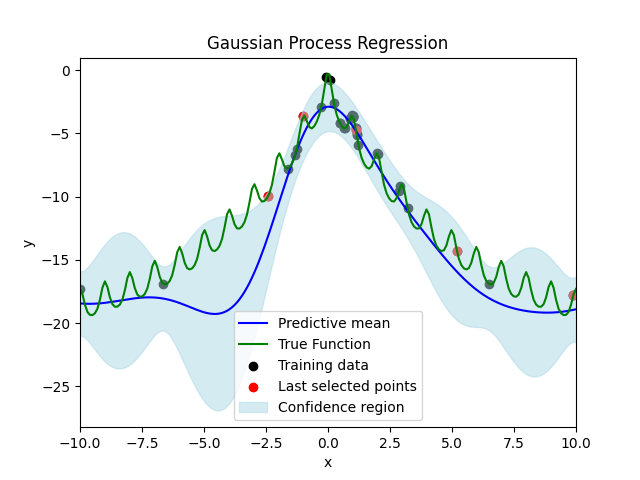 Gaussian Process Regression
0
−5
−10
−15
−20
−25
y
Predictive mean
True Function
Training data
Last selected points
Confidence region
−10.0 −7.5 −5.0 −2.5 0.0 2.5 5.0 7.5 10.0
x